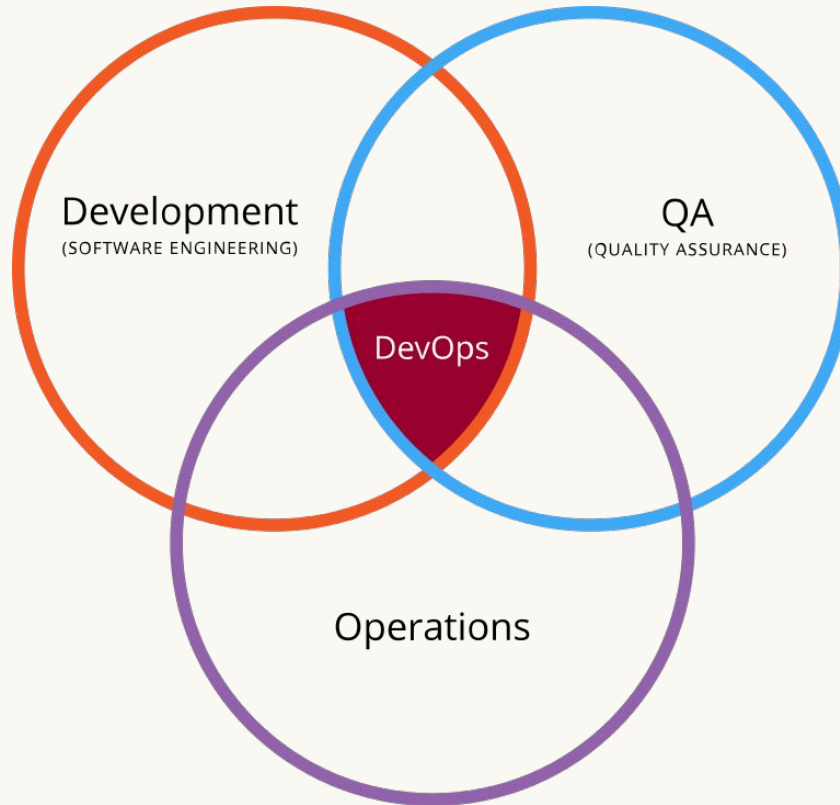 Development
(SOFTWARE ENGINEERING)
QA
(QUALITY ASSURANCE)
DevOps
Operations